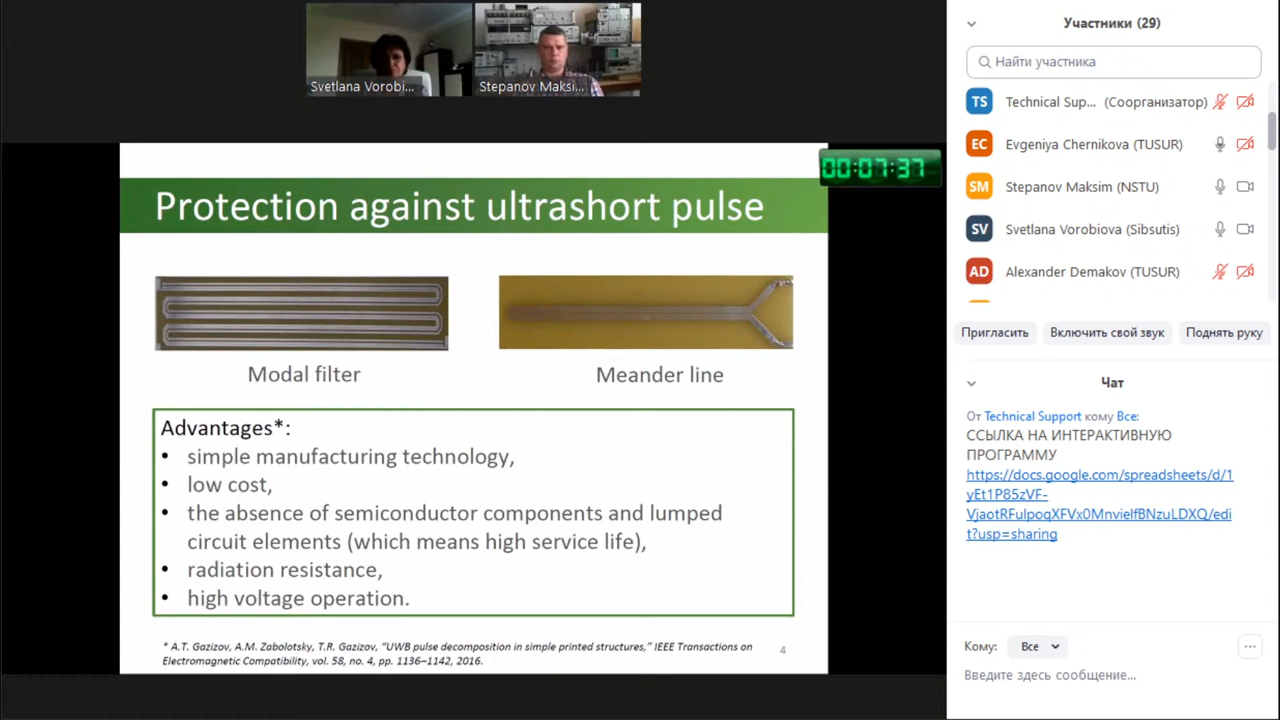 Svetlana Vorobi...
Stepanov Maksi...
00:07:37
Protection against ultrashort pulse
Modal filter
Meander line
Advantages*:
• simple manufacturing technology,
• low cost,
• the absence of semiconductor components and lumped
circuit elements (which means high service life),
• radiation resistance,
• high voltage operation.
* A.T. Gazizov, A.M. Zabolotsky, T.R. Gazizov, “UWB pulse decomposition in simple printed structures,” IEEE Transactions on
Electromagnetic Compatibility, vol. 58, no. 4, pp. 1136–1142, 2016.
4
Участники (29)
Найти участника
TS Technical Sup... (Соорганизатор)
EC Evgeniya Chernikova (TUSUR)
SM Stepanov Maksim (NSTU)
SV Svetlana Vorobiova (Sibsutis)
AD Alexander Demakov (TUSUR)
Пригласить Включить свой звук Поднять руку
Чат
От Technical Support кому Все:
ССЫЛКА НА ИНТЕРАКТИВНУЮ
ПРОГРАММУ
https://docs.google.com/spreadsheets/d/1
yEt1P85zVF-
VjaotRFulpoqXFVx0MnvielfBNzuLDXQ/edi
t?usp=sharing
Кому: Все
Введите здесь сообщение...